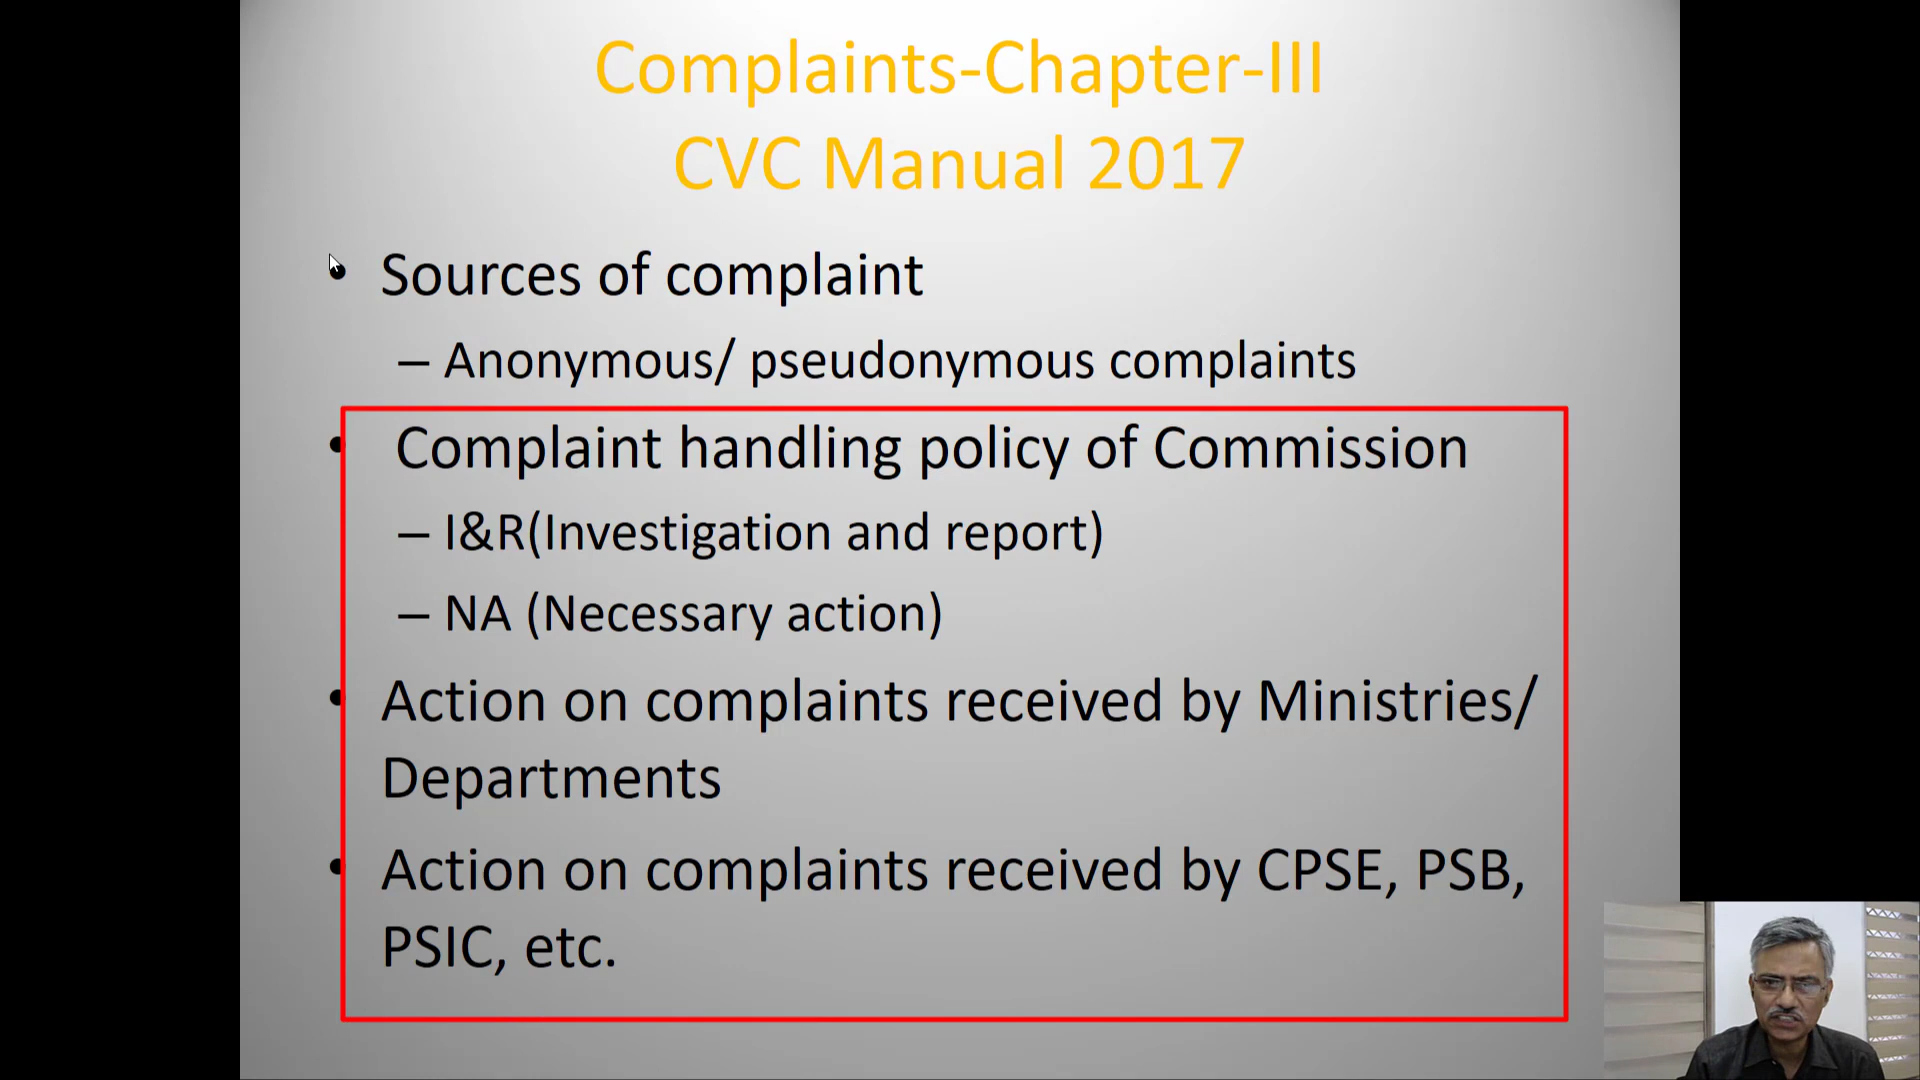 Complaints-Chapter-III
CVC Manual 2017
• Sources of complaint
– Anonymous/ pseudonymous complaints
• Complaint handling policy of Commission
– I&R(Investigation and report)
– NA (Necessary action)
• Action on complaints received by Ministries/
Departments
• Action on complaints received by CPSE, PSB,
PSIC, etc.